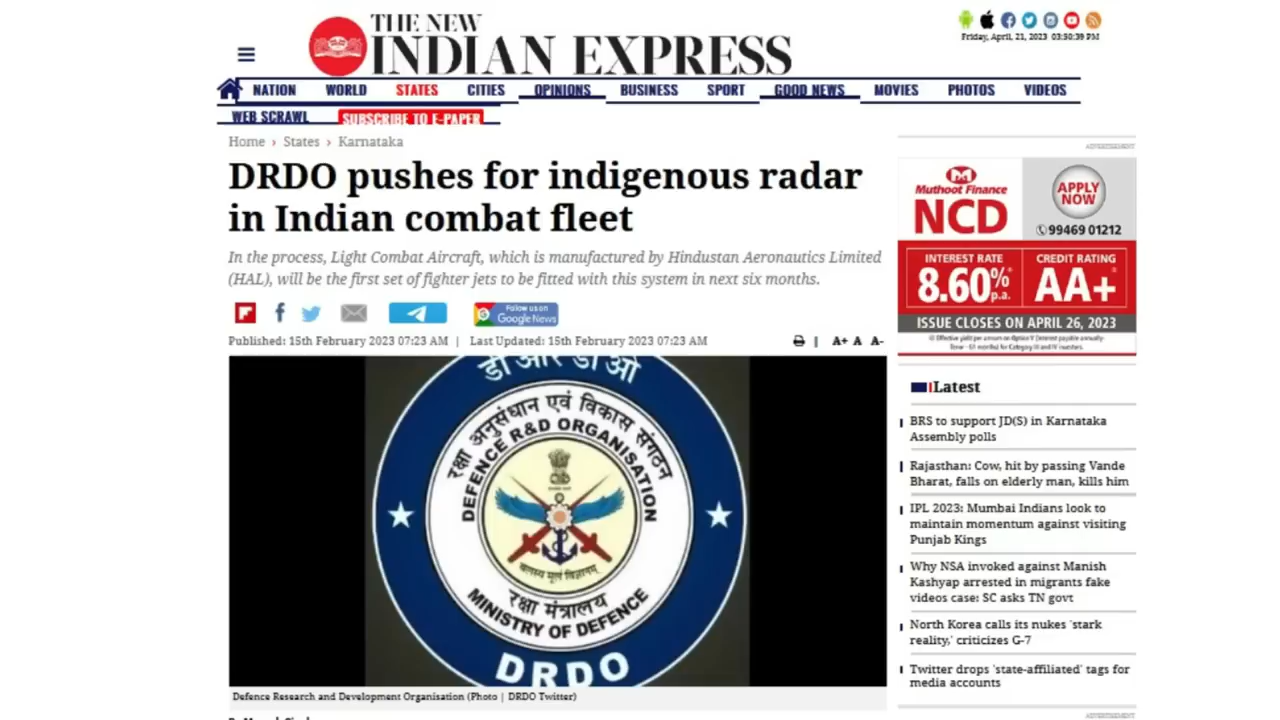 THE NEW
INDIAN EXPRESS
Friday, April, 21, 2023 03:50:39 PM
NATION WORLD STATES CITIES OPINIONS BUSINESS SPORT GOOD NEWS MOVIES PHOTOS VIDEOS
WEB SCRAWL SUBSCRIBE TO E-PAPER
Home › States › Karnataka
DRDO pushes for indigenous radar
in Indian combat fleet
In the process, Light Combat Aircraft, which is manufactured by Hindustan Aeronautics Limited
(HAL), will be the first set of fighter jets to be fitted with this system in next six months.
Follow us on
Google News
Published: 15th February 2023 07:23 AM | Last Updated: 15th February 2023 07:23 AM
A+ A A-
डी आर डी ओ
रक्षा अनुसंधान एवं विकास संगठन
DEFENCE R&D ORGANISATION
बलस्य मूलं विज्ञानम्
रक्षा मंत्रालय
MINISTRY OF DEFENCE
DRDO
Defence Research and Development Organisation (Photo | DRDO Twitter)
ADVERTISEMENT
Muthoot Finance
NCD
APPLY
NOW
99469 01212
INTEREST RATE
8.60%* p.a.
CREDIT RATING
AA+
ISSUE CLOSES ON APRIL 26, 2023
Latest
BRS to support JD(S) in Karnataka
Assembly polls
Rajasthan: Cow, hit by passing Vande
Bharat, falls on elderly man, kills him
IPL 2023: Mumbai Indians look to
maintain momentum against visiting
Punjab Kings
Why NSA invoked against Manish
Kashyap arrested in migrants fake
videos case: SC asks TN govt
North Korea calls its nukes 'stark
reality,' criticizes G-7
Twitter drops 'state-affiliated' tags for
media accounts
ADVERTISEMENT